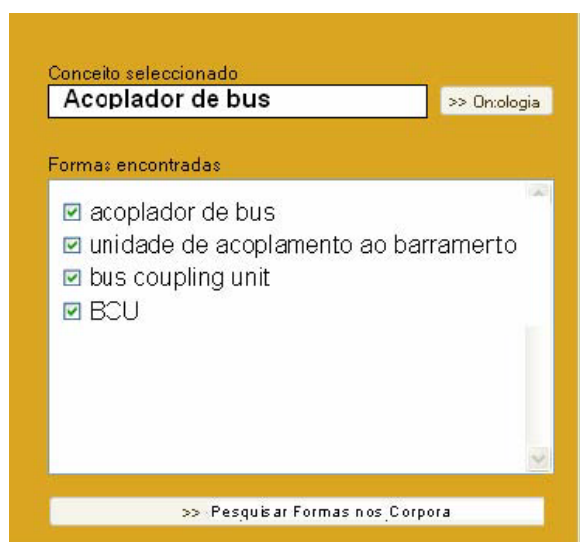 Conceito seleccionado
Acoplador de bus
>> Ontologia
Formas encontradas
acoplador de bus
unidade de acoplamento ao barramerto
bus coupling unit
BCU
>> Pesquisar Formas nos Corpora